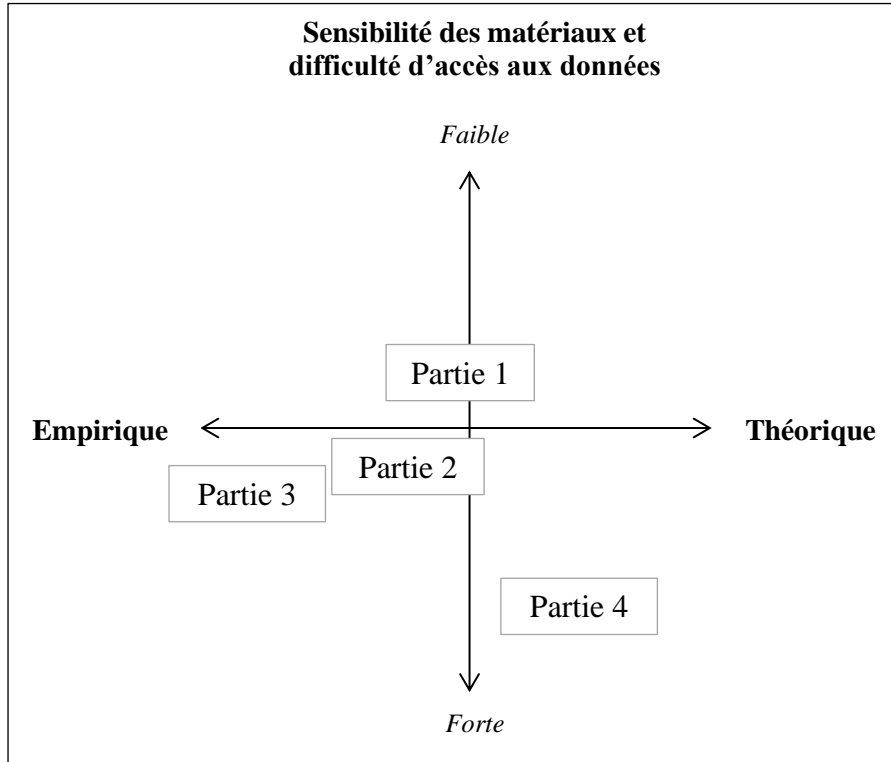 Sensibilité des matériaux et
difficulté d’accès aux données
Faible
Partie 1
Empirique
Théorique
Partie 2
Partie 3
Partie 4
Forte